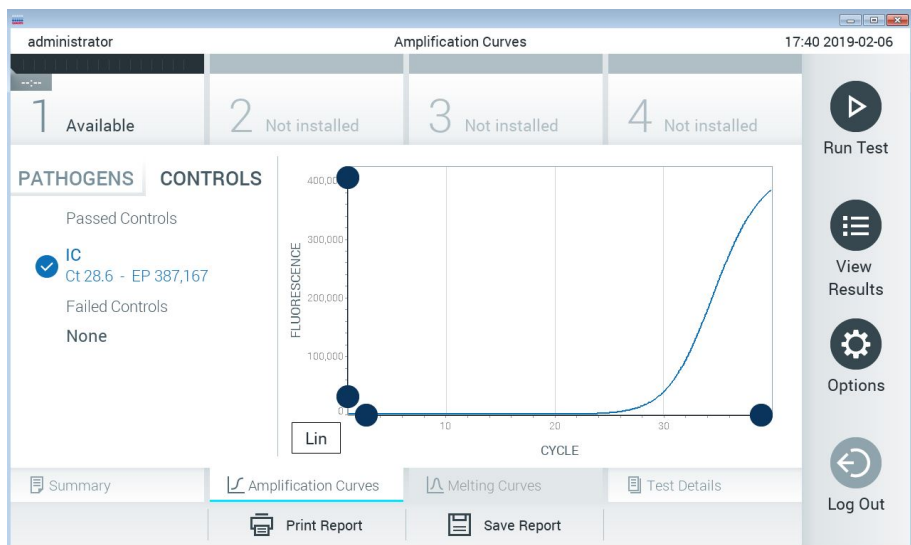 administrator
Amplification Curves
17:40 2019-02-06
--:--
1 Available
2 Not installed
3 Not installed
4 Not installed
Run Test
PATHOGENS
CONTROLS
Passed Controls
IC
Ct 28.6 - EP 387,167
Failed Controls
None
FLUORESCENCE
300,000
200,000
100,000
0
10
20
30
CYCLE
Lin
View
Results
Options
Log Out
Summary
Amplification Curves
Melting Curves
Test Details
Print Report
Save Report